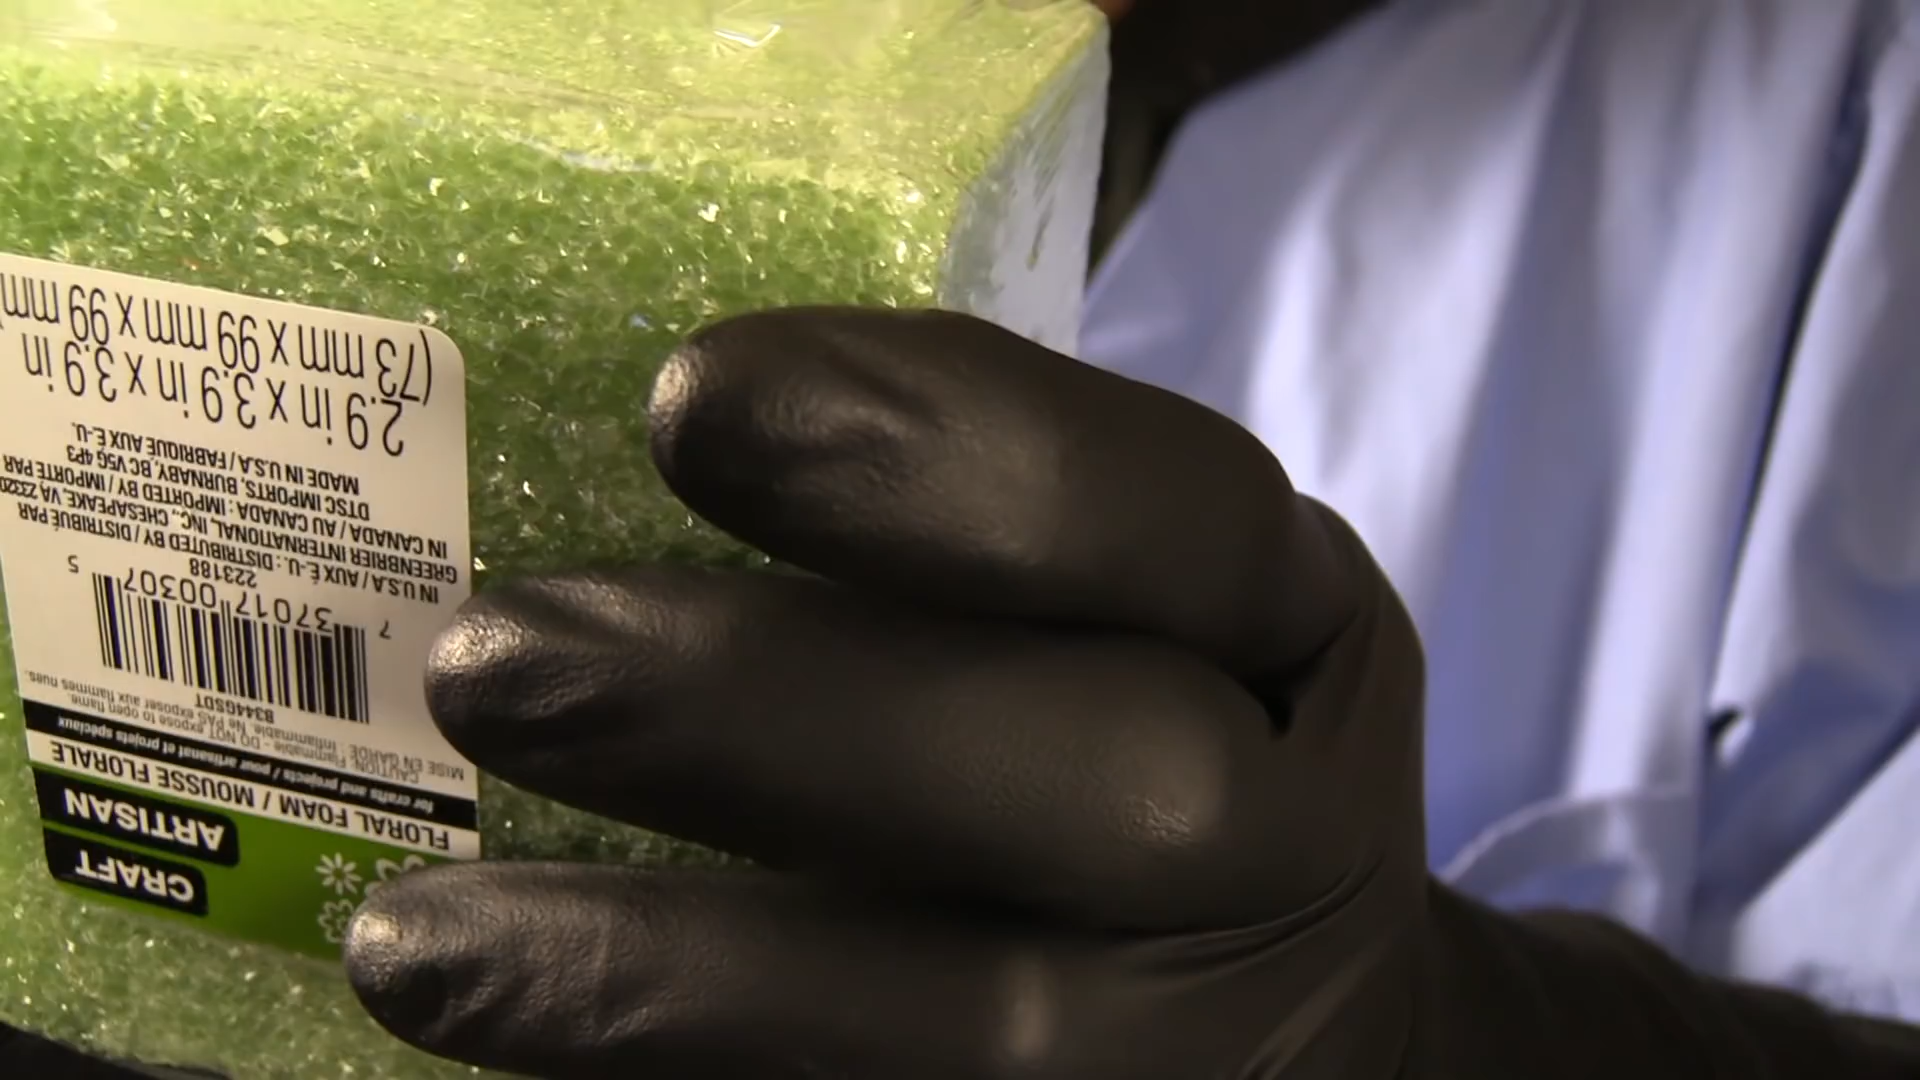 CRAFT
ARTISAN
FLORAL FOAM / MOUSSE FLORALE
for crafts and projects / pour artisanat et projets spéciaux
CAUTION: Flammable - DO NOT expose to open flame.
MISE EN GARDE : Inflammable. Ne PAS exposer aux flammes nues.
B344GSDT
7 37017 00307 5
223188
IN U.S.A / AUX É-U. : DISTRIBUTED BY / DISTRIBUÉ PAR
GREENBRIER INTERNATIONAL, INC., CHESAPEAKE, VA 23320
IN CANADA / AU CANADA : IMPORTED BY / IMPORTÉ PAR
DTSC IMPORTS, BURNABY, BC V5G 4P3
MADE IN U.S.A / FABRIQUÉ AUX É-U.
2.9 in x 3.9 in x 3.9 in
(73 mm x 99 mm x 99 mm)